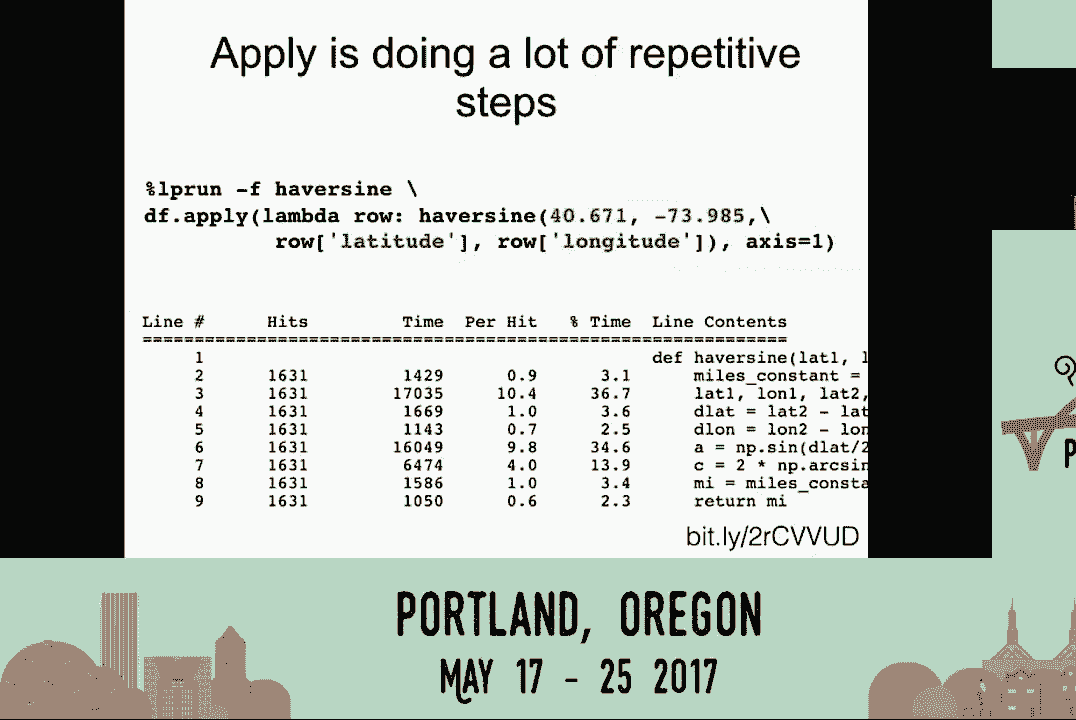 Apply is doing a lot of repetitive
steps
%lprun -f haversine \
df.apply(lambda row: haversine(40.671, -73.985,\
row['latitude'], row['longitude']), axis=1)
Line # Hits Time Per Hit % Time Line Contents
==============================================================
1 def haversine(lat1, l
2 1631 1429 0.9 3.1 miles_constant =
3 1631 17035 10.4 36.7 lat1, lon1, lat2,
4 1631 1669 1.0 3.6 dlat = lat2 - lat
5 1631 1143 0.7 2.5 dlon = lon2 - lon
6 1631 16049 9.8 34.6 a = np.sin(dlat/2
7 1631 6474 4.0 13.9 c = 2 * np.arcsin
8 1631 1586 1.0 3.4 mi = miles_consta
9 1631 1050 0.6 2.3 return mi
bit.ly/2rCVVUD
P
PORTLAND, OREGON
MAY 17 - 25 2017